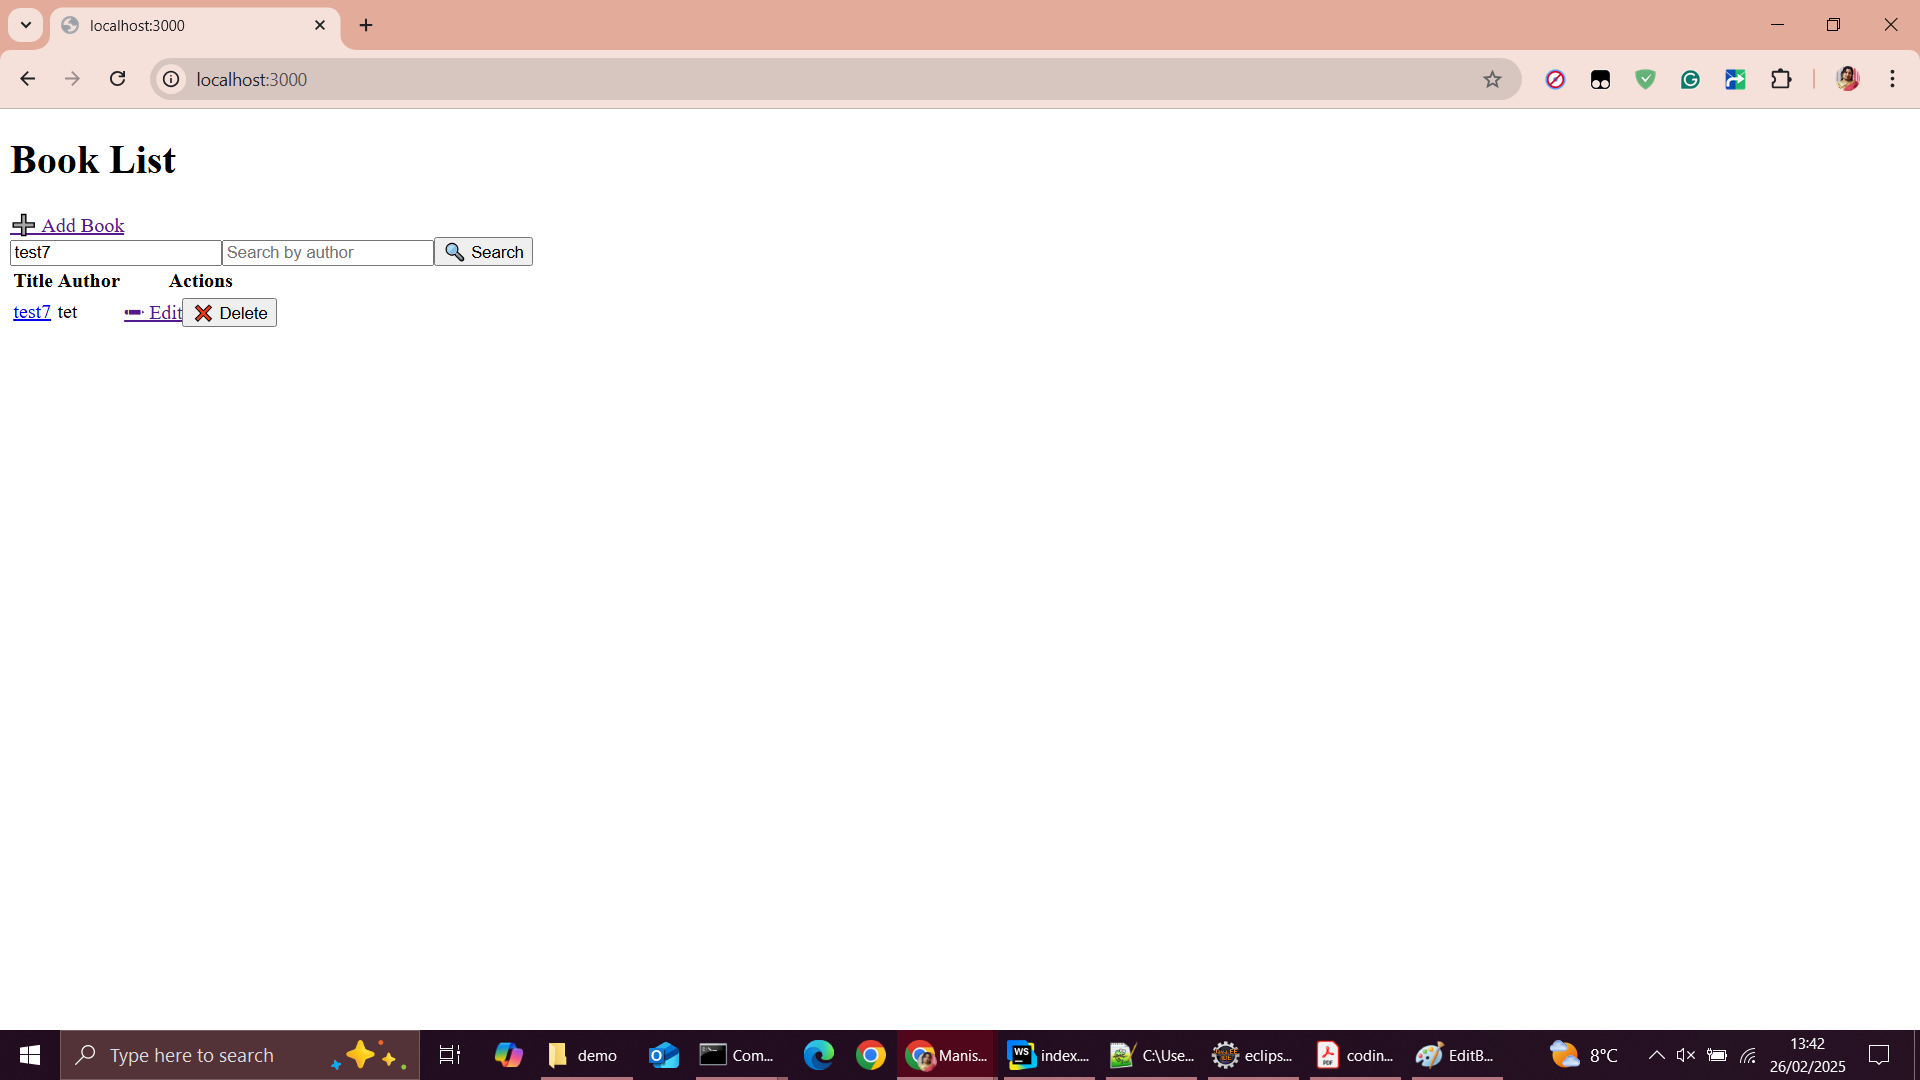 localhost:3000
localhost:3000
Book List
➕ Add Book
test7 Search by author 🔍 Search
Title Author Actions
test7 tet ✏ Edit ❌ Delete
Type here to search demo Com... Manis... WS index.... C:\Use... eclips... PDF codin... EditB... 8°C 13:42
26/02/2025